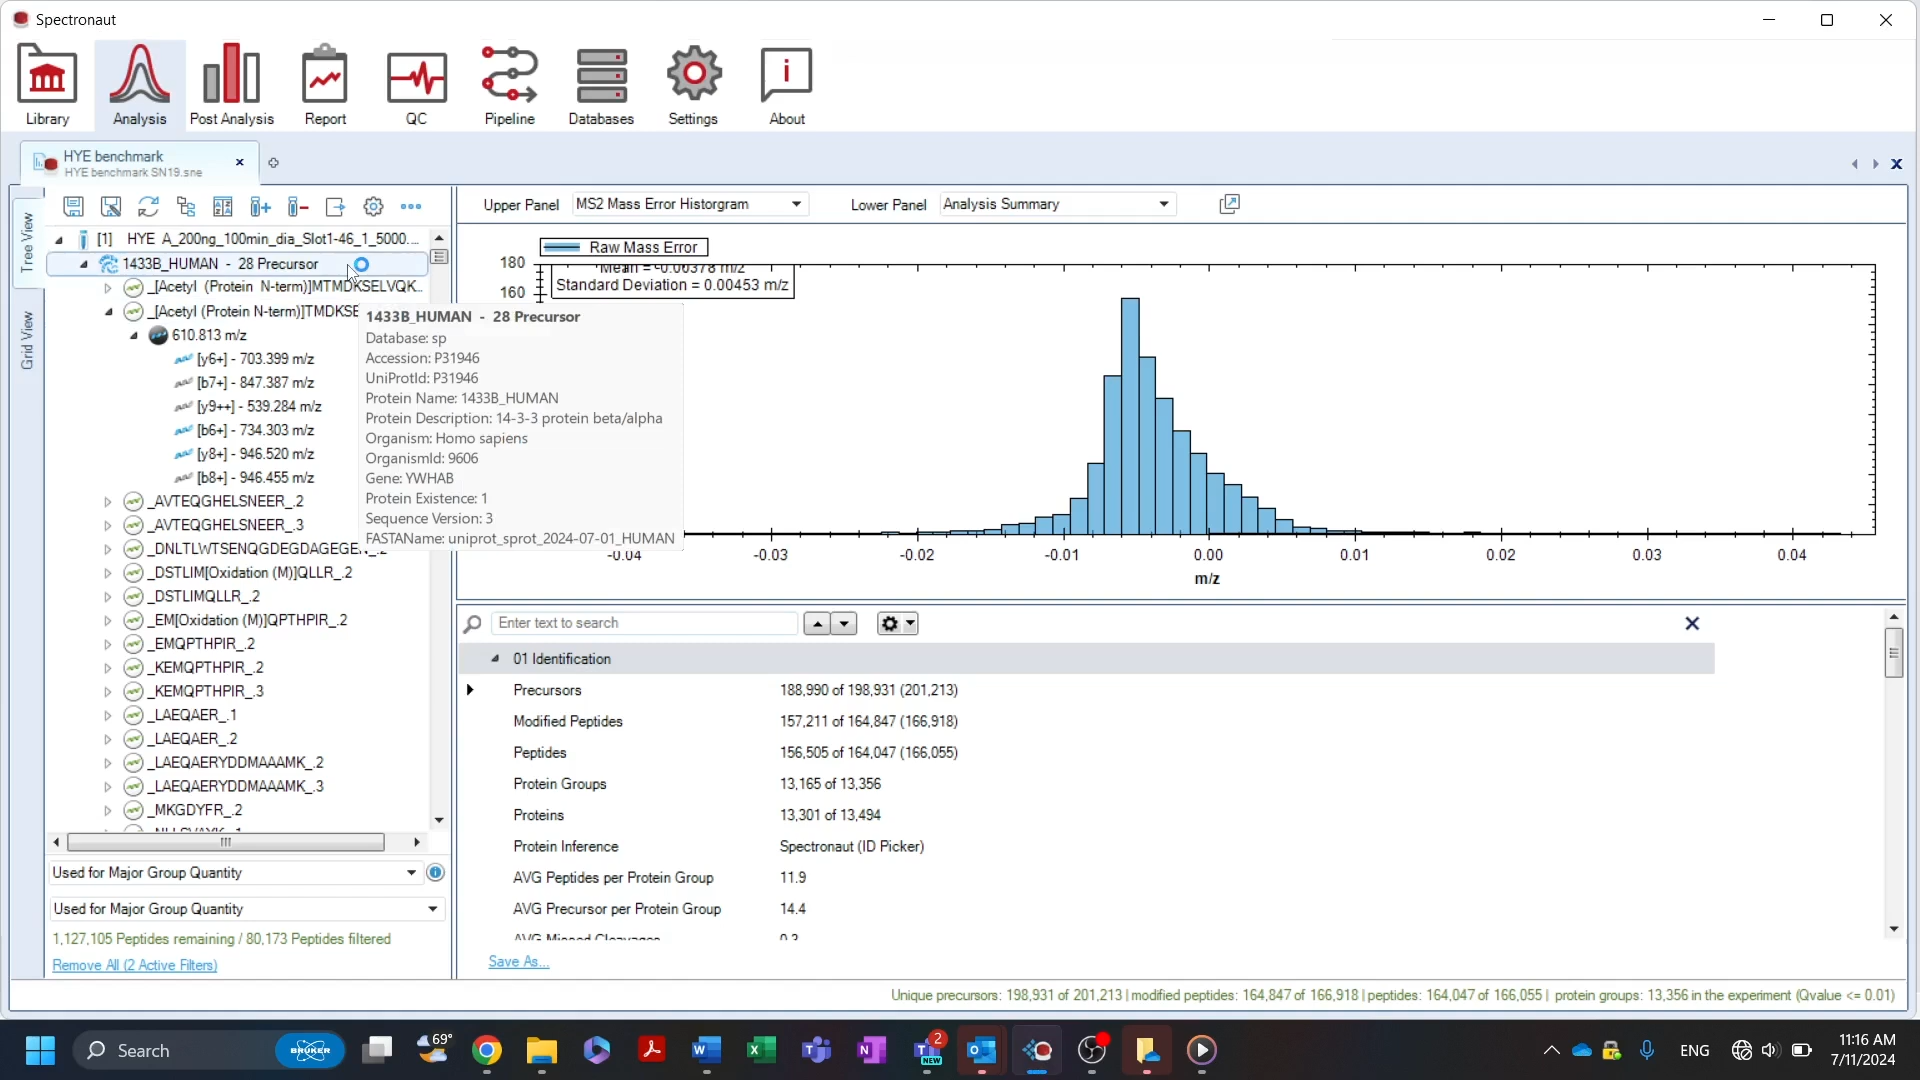 Spectronaut
Library
Analysis
Post Analysis
Report
QC
Pipeline
Databases
Settings
About
HYE benchmark
HYE benchmark SN19.sne
Tree View
Grid View
[1] HYE A_200ng_100min_dia_Slot1-46_1_5000....
1433B_HUMAN - 28 Precursor
_[Acetyl (Protein N-term)]MTMDKSELVQK...
_[Acetyl (Protein N-term)]TMDKSE
610.813 m/z
[y6+] - 703.399 m/z
[b7+] - 847.387 m/z
[y9++] - 539.284 m/z
[b6+] - 734.303 m/z
[y8+] - 946.520 m/z
[b8+] - 946.455 m/z
_AVTEQGHELSNEER_.2
_AVTEQGHELSNEER_.3
_DNLTLWTSENQGDEGDAGEGEN_.2
_DSTLIM[Oxidation (M)]QLLR_.2
_DSTLIMQLLR_.2
_EM[Oxidation (M)]QPTHPIR_.2
_EMQPTHPIR_.2
_KEMQPTHPIR_.2
_KEMQPTHPIR_.3
_LAEQAER_.1
_LAEQAER_.2
_LAEQAERYDDMAAAMK_.2
_LAEQAERYDDMAAAMK_.3
_MKGDYFR_.2
Used for Major Group Quantity
Used for Major Group Quantity
1,127,105 Peptides remaining / 80,173 Peptides filtered
Remove All (2 Active Filters)
1433B_HUMAN - 28 Precursor
Database: sp
Accession: P31946
UniProtId: P31946
Protein Name: 1433B_HUMAN
Protein Description: 14-3-3 protein beta/alpha
Organism: Homo sapiens
OrganismId: 9606
Gene: YWHAB
Protein Existence: 1
Sequence Version: 3
FASTAName: uniprot_sprot_2024-07-01_HUMAN
Upper Panel MS2 Mass Error Historgram
Lower Panel Analysis Summary
Raw Mass Error
Mean = -0.00378 m/z
Standard Deviation = 0.00453 m/z
180
160
-0.04 -0.03 -0.02 -0.01 0.00 0.01 0.02 0.03 0.04
m/z
Enter text to search
01 Identification
Precursors 188,990 of 198,931 (201,213)
Modified Peptides 157,211 of 164,847 (166,918)
Peptides 156,505 of 164,047 (166,055)
Protein Groups 13,165 of 13,356
Proteins 13,301 of 13,494
Protein Inference Spectronaut (ID Picker)
AVG Peptides per Protein Group 11.9
AVG Precursor per Protein Group 14.4
AVG Missed Cleavages 0.2
Save As...
Unique precursors: 198,931 of 201,213 | modified peptides: 164,847 of 166,918 | peptides: 164,047 of 166,055 | protein groups: 13,356 in the experiment (Qvalue <= 0.01)
Search
BRUKER
69°
2
NEW
ENG
11:16 AM
7/11/2024